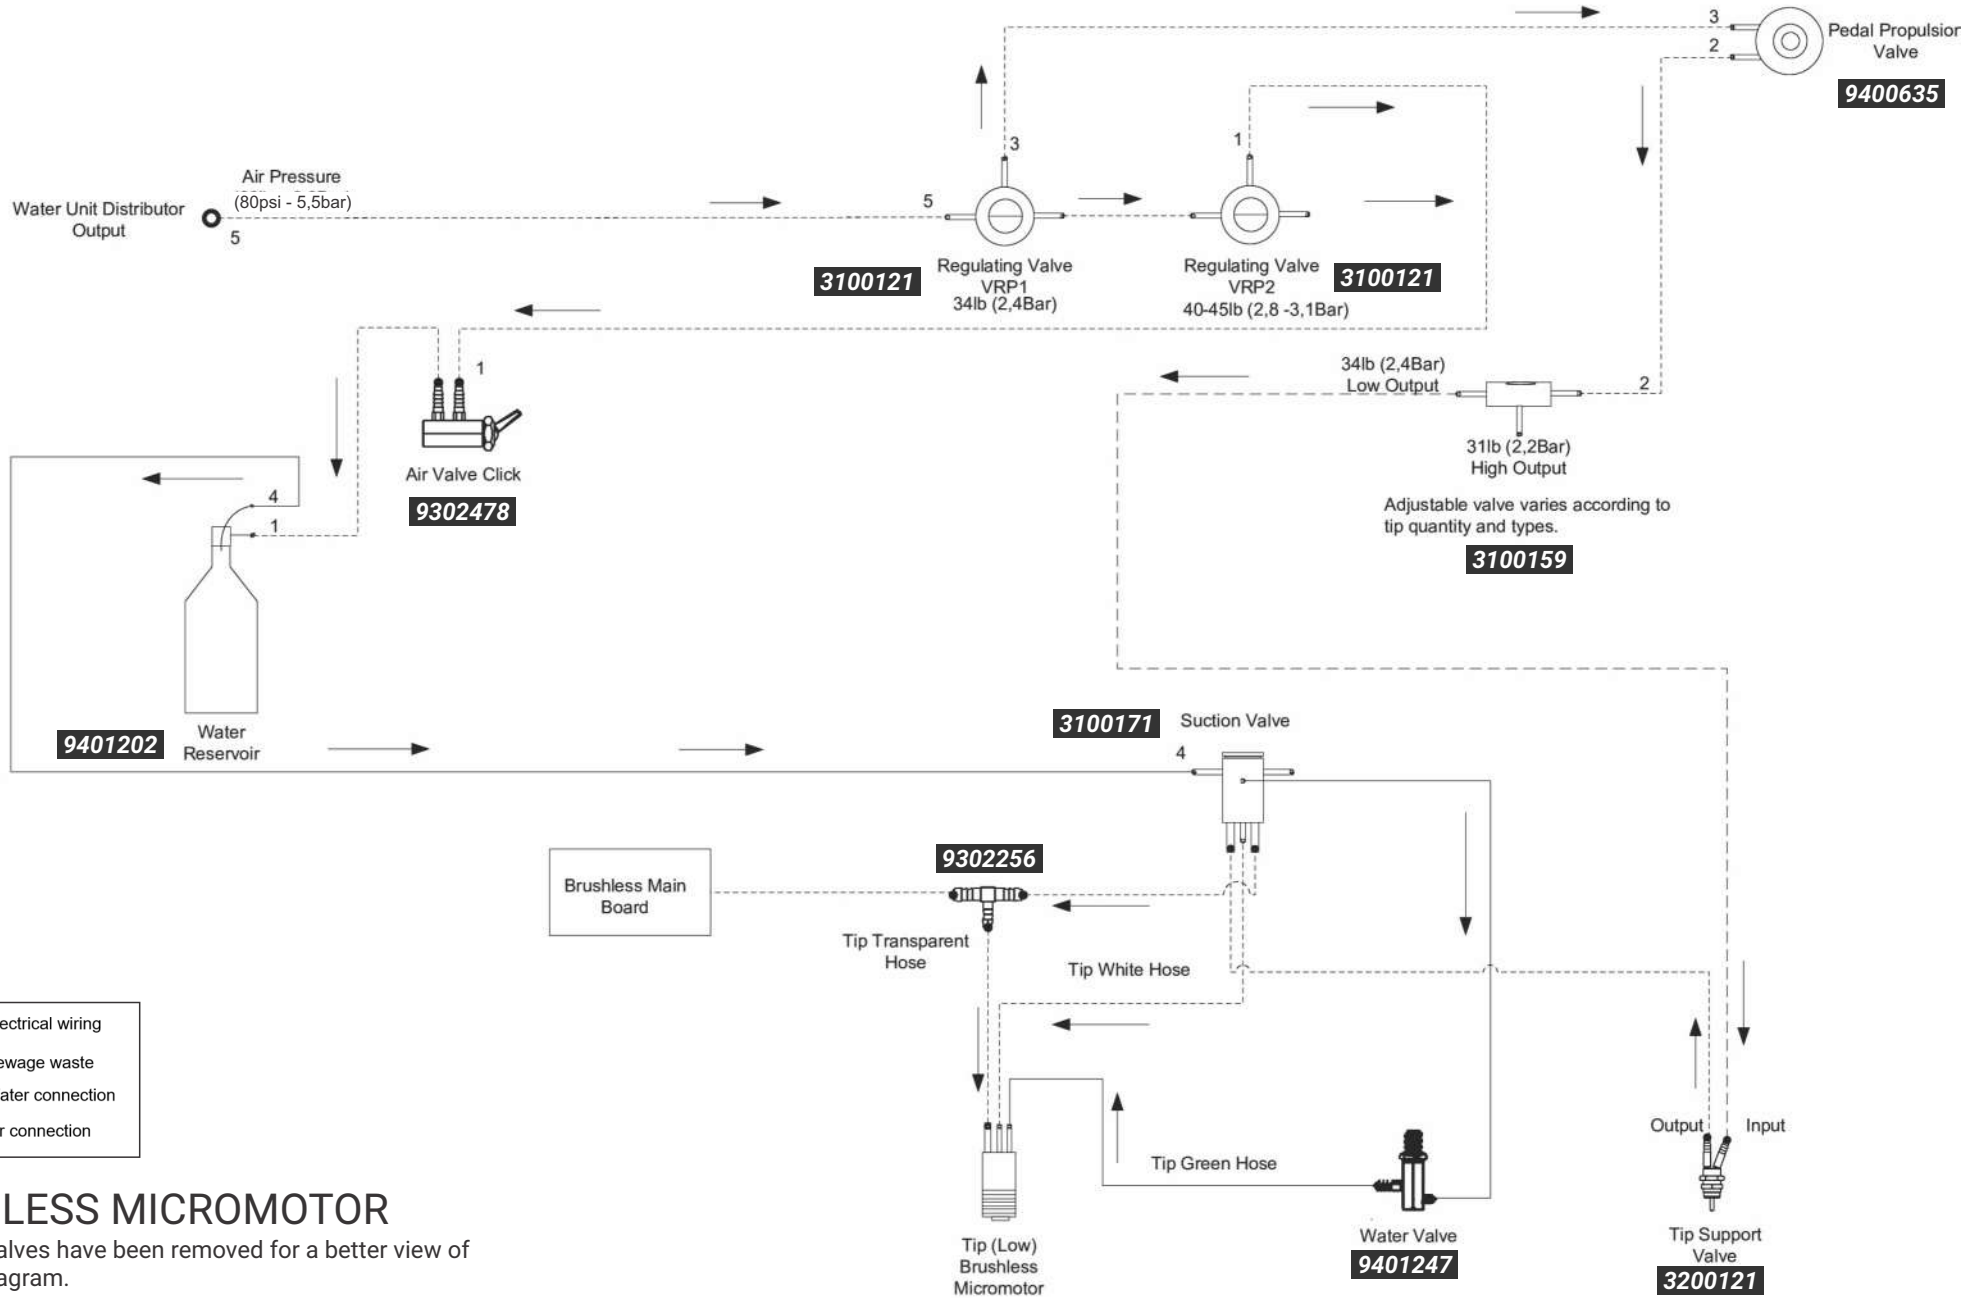 3
Pedal Propulsion
Valve
2
9400635
3
1
Air Pressure
(80psi - 5,5bar)
Water Unit Distributor
Output
5
5
Regulating Valve
VRP1
34lb (2,4Bar)
3100121
Regulating Valve
VRP2
40-45lb (2,8 -3,1Bar)
3100121
1
Air Valve Click
9302478
34lb (2,4Bar)
Low Output
2
31lb (2,2Bar)
High Output
Adjustable valve varies according to
tip quantity and types.
3100159
4
1
Water
Reservoir
9401202
3100171
Suction Valve
4
Brushless Main
Board
9302256
Tip Transparent
Hose
Tip White Hose
ectrical wiring
ewage waste
ater connection
r connection
Output
Input
Tip Green Hose
LESS MICROMOTOR
alves have been removed for a better view of
agram.
Tip (Low)
Brushless
Micromotor
Water Valve
9401247
Tip Support
Valve
3200121